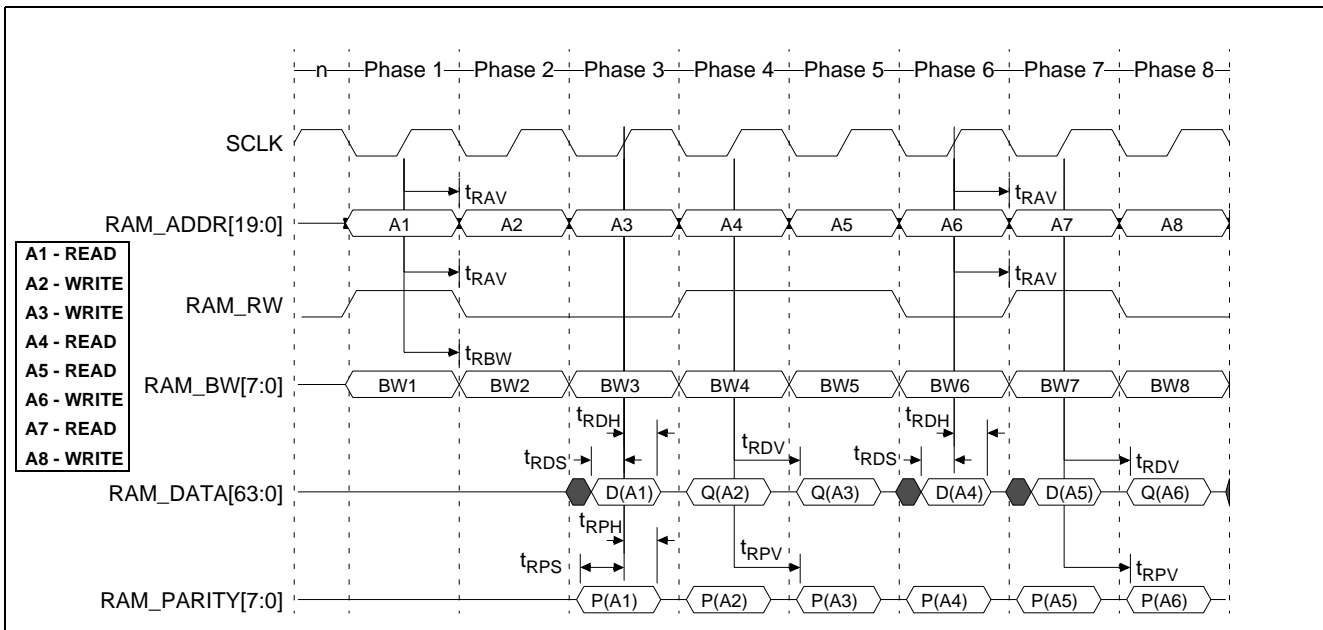 n Phase 1 Phase 2 Phase 3 Phase 4 Phase 5 Phase 6 Phase 7 Phase 8
SCLK
tRAV tRAV
RAM_ADDR[19:0] A1 A2 A3 A4 A5 A6 A7 A8
A1 - READ
A2 - WRITE
A3 - WRITE
A4 - READ
A5 - READ
A6 - WRITE
A7 - READ
A8 - WRITE
tRAV tRAV
RAM_RW
tRBW
RAM_BW[7:0] BW1 BW2 BW3 BW4 BW5 BW6 BW7 BW8
tRDH tRDH
tRDS tRDV tRDS tRDV
RAM_DATA[63:0] D(A1) Q(A2) Q(A3) D(A4) D(A5) Q(A6)
tRPH
tRPS tRPV tRPV
RAM_PARITY[7:0] P(A1) P(A2) P(A3) P(A4) P(A5) P(A6)